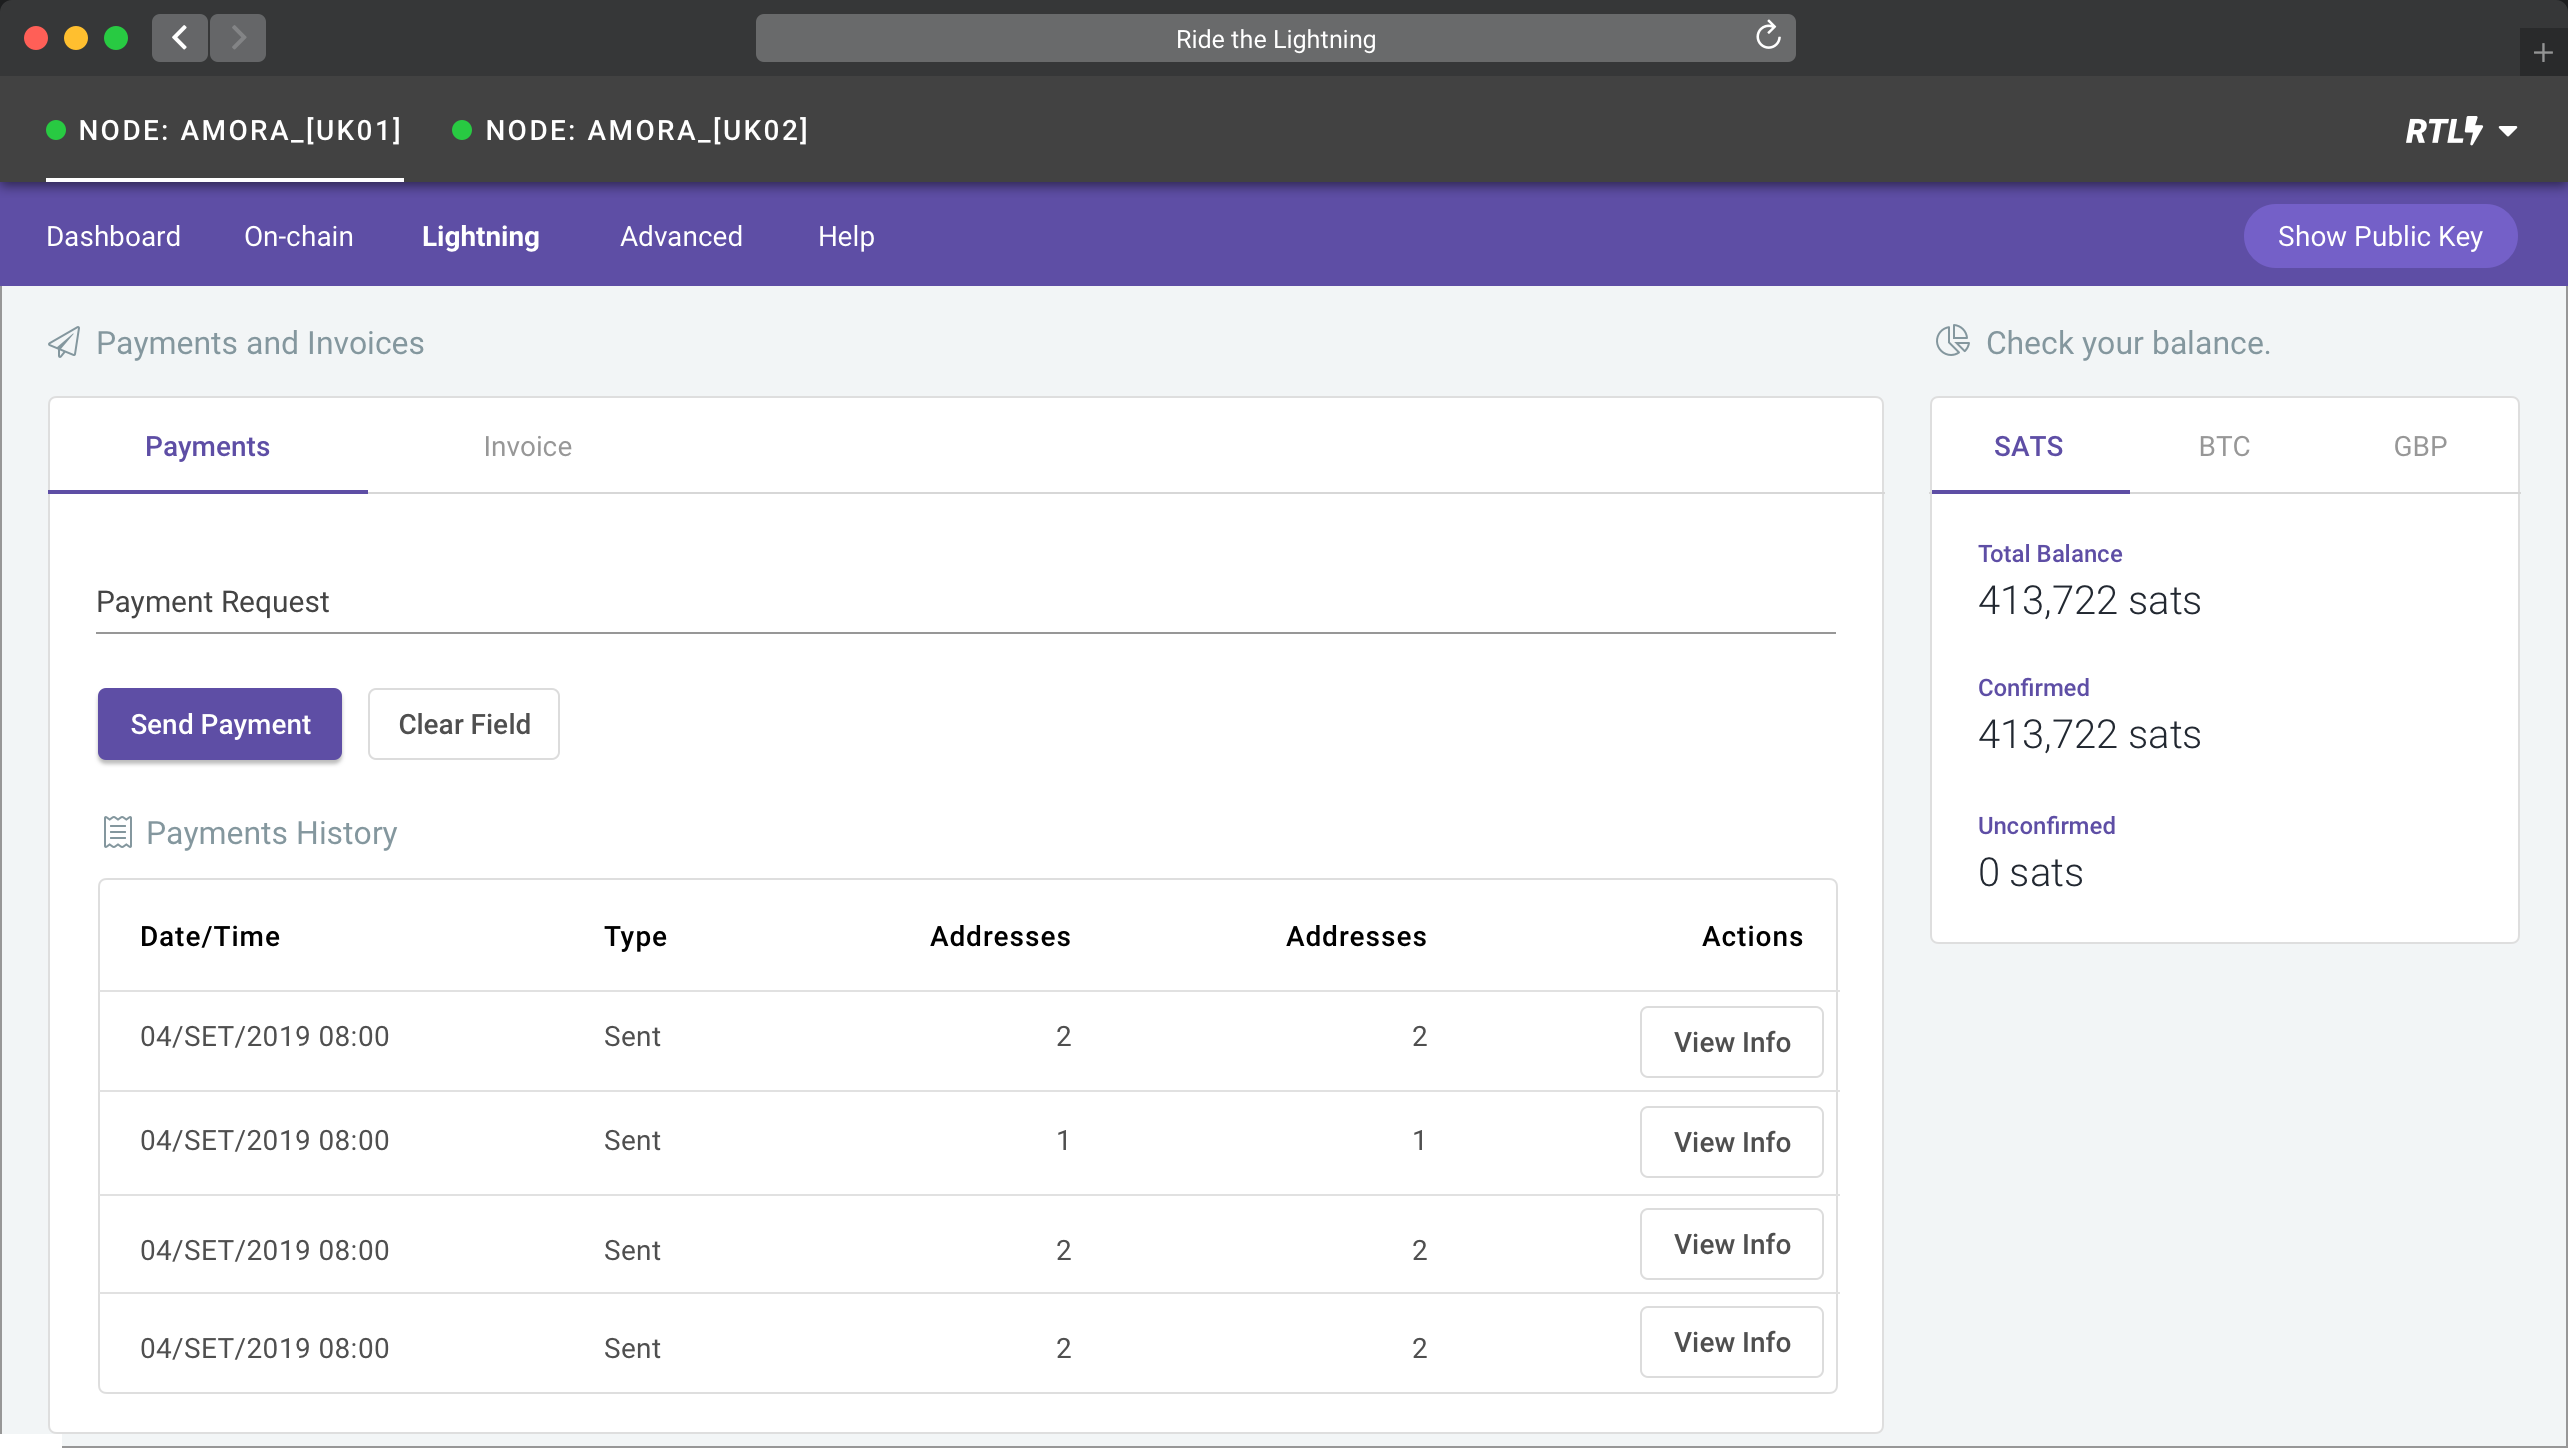 Ride the Lightning
NODE: AMORA_[UK01] NODE: AMORA_[UK02] RTL
Dashboard On-chain Lightning Advanced Help Show Public Key
Payments and Invoices
Payments Invoice
Payment Request
Send Payment Clear Field
Payments History
Date/Time Type Addresses Addresses Actions
04/SET/2019 08:00 Sent 2 2 View Info
04/SET/2019 08:00 Sent 1 1 View Info
04/SET/2019 08:00 Sent 2 2 View Info
04/SET/2019 08:00 Sent 2 2 View Info
Check your balance.
SATS BTC GBP
Total Balance
413,722 sats
Confirmed
413,722 sats
Unconfirmed
0 sats